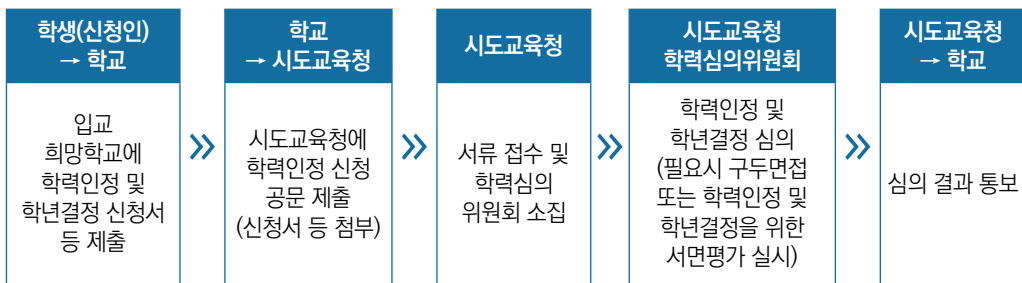 학생(신청인)
→ 학교
입교
희망학교에
학력인정 및
학년결정 신청서
등 제출
학교
→ 시도교육청
시도교육청에
학력인정 신청
공문 제출
(신청서 등 첨부)
시도교육청
서류 접수 및
학력심의
위원회 소집
시도교육청
학력심의위원회
학력인정 및
학년결정 심의
(필요시 구두면접
또는 학력인정 및
학년결정을 위한
서면평가 실시)
시도교육청
→ 학교
심의 결과 통보